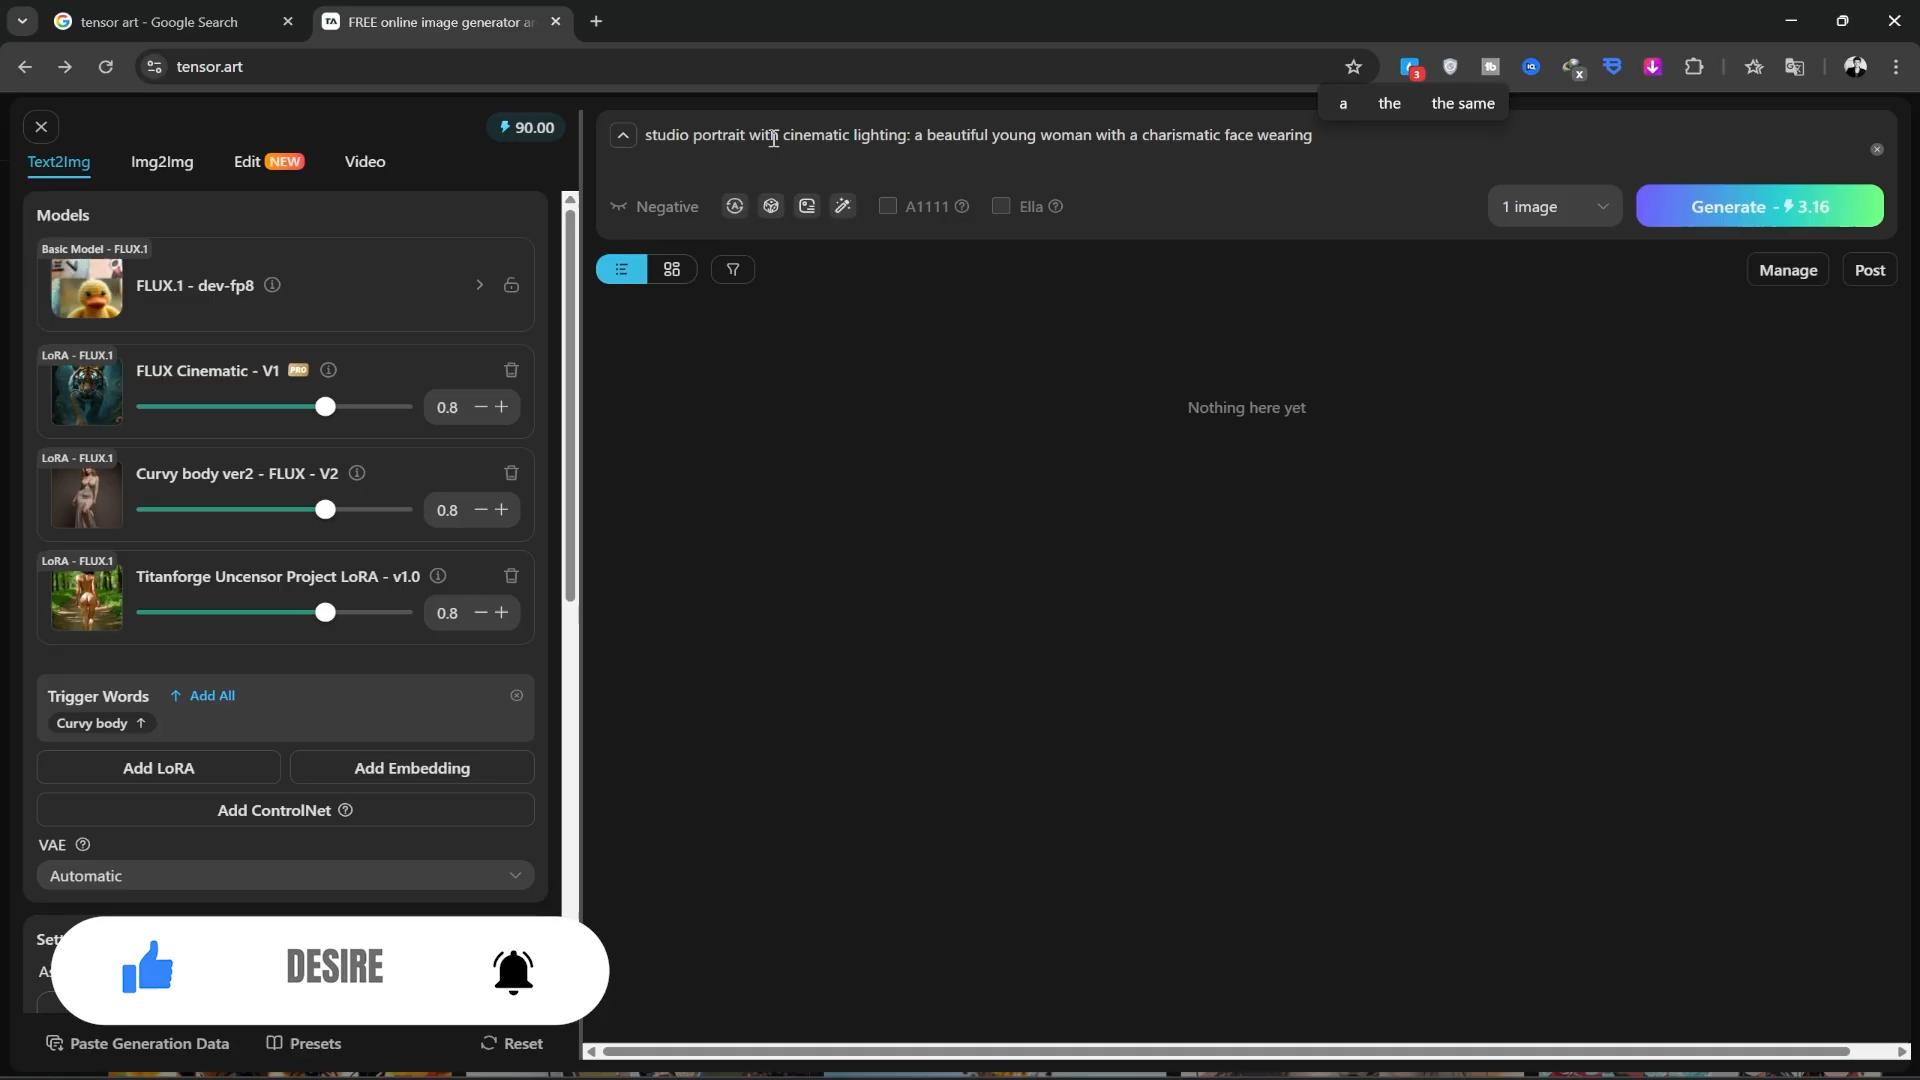 tensor art - Google Search
TA
FREE online image generator an
tensor.art
3
tb
IQ
x
a the the same
90.00
Text2Img Img2Img Edit NEW Video
studio portrait with cinematic lighting: a beautiful young woman with a charismatic face wearing
Negative A1111 Ella 1 image Generate - 3.16
Manage Post
Nothing here yet
Models
Basic Model - FLUX.1
FLUX.1 - dev-fp8
LoRA - FLUX.1
FLUX Cinematic - V1 PRO
0.8
LoRA - FLUX.1
Curvy body ver2 - FLUX - V2
0.8
LoRA - FLUX.1
Titanforge Uncensor Project LoRA - v1.0
0.8
Trigger Words Add All
Curvy body
Add LoRA Add Embedding
Add ControlNet
VAE
Automatic
DESIRE
Paste Generation Data Presets Reset